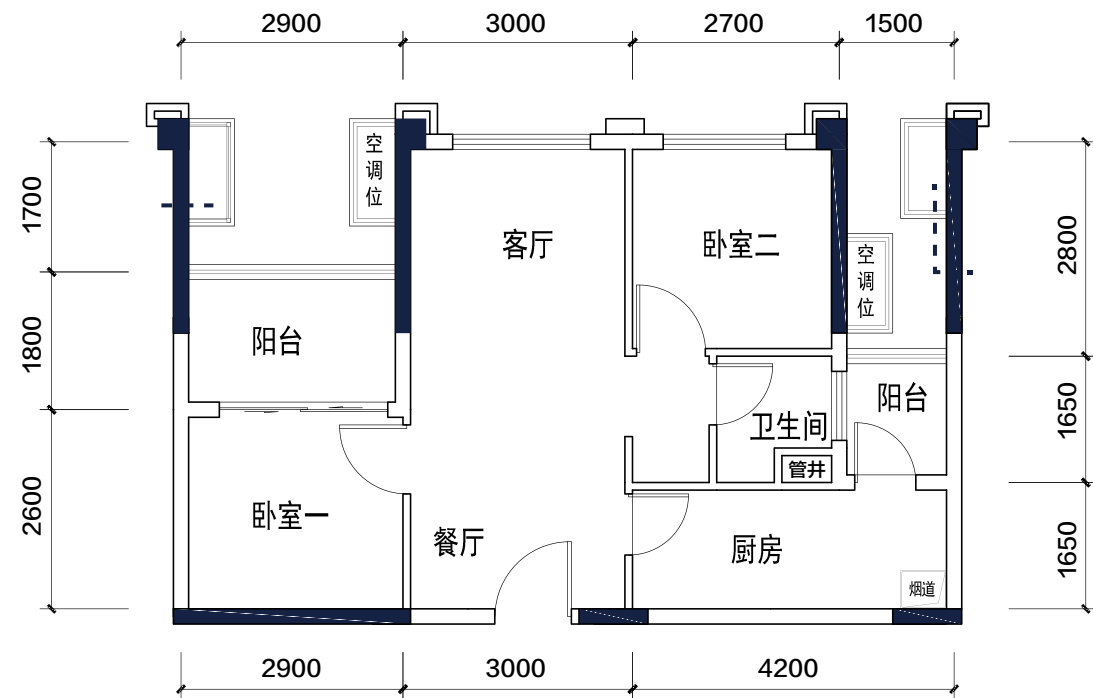 2900
3000
2700
1500
空调位
1700
客厅
卧室二
2800
空调位
阳台
1800
阳台
卫生间
1650
管井
2600
卧室一
餐厅
厨房
1650
烟道
2900
3000
4200